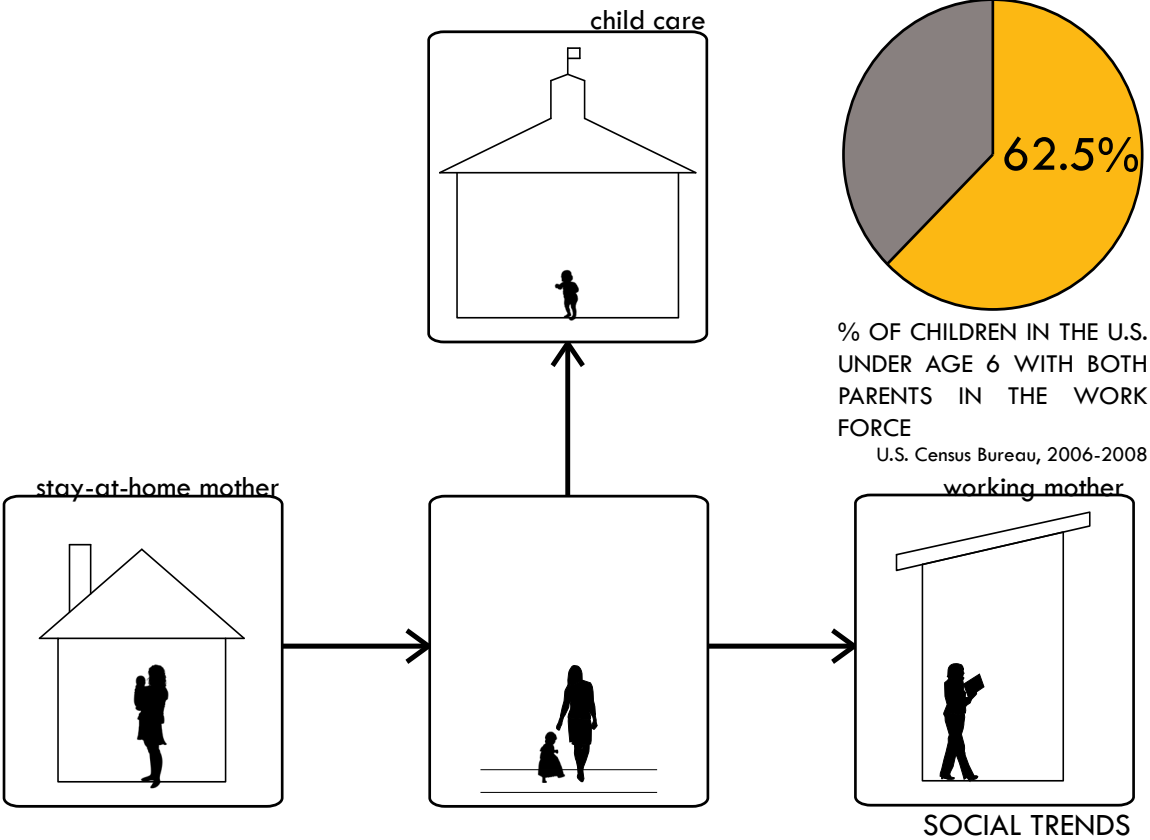 child care
62.5%
% OF CHILDREN IN THE U.S.
UNDER AGE 6 WITH BOTH
PARENTS IN THE WORK
FORCE
U.S. Census Bureau, 2006-2008
stay-at-home mother
working mother
SOCIAL TRENDS